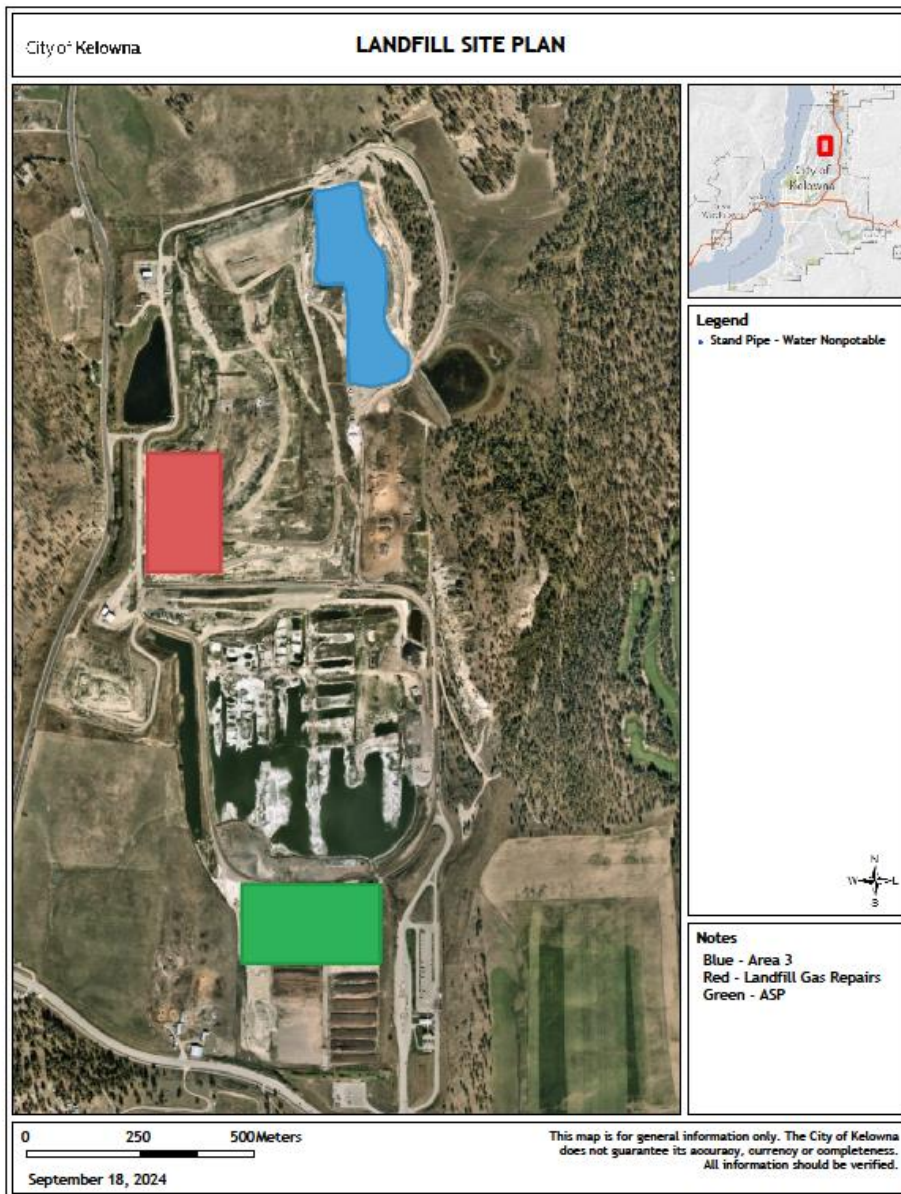 City of Kelowna
LANDFILL SITE PLAN
City of
Kelowna
Legend
Stand Pipe - Water Nonpotable
N
W
Notes
Blue - Area 3
Red - Landfill Gas Repairs
Green - ASP
0 250 500Meters
September 18, 2024
This map is for general information only. The City of Kelowna
does not guarantee its accuracy, currency or completeness.
All information should be verified.